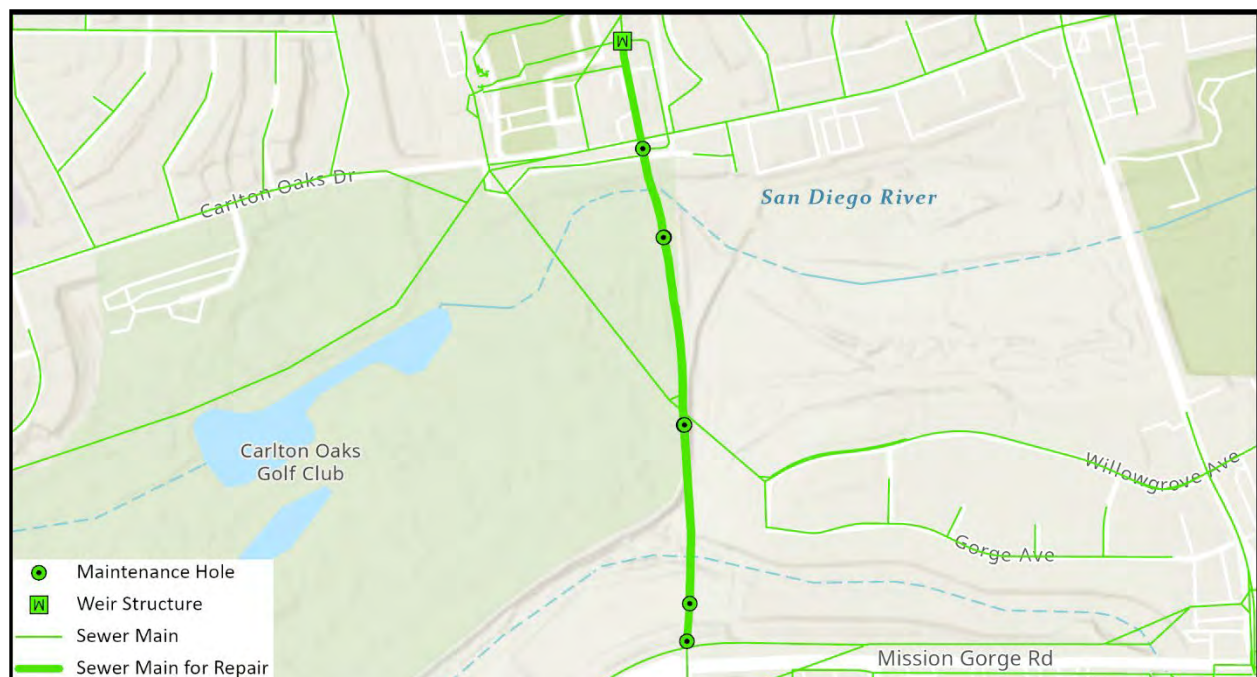 Carlton Oaks Dr
San Diego River
Carlton Oaks
Golf Club
Willowgrove Ave
Gorge Ave
Maintenance Hole
Weir Structure
Sewer Main
Sewer Main for Repair
Mission Gorge Rd